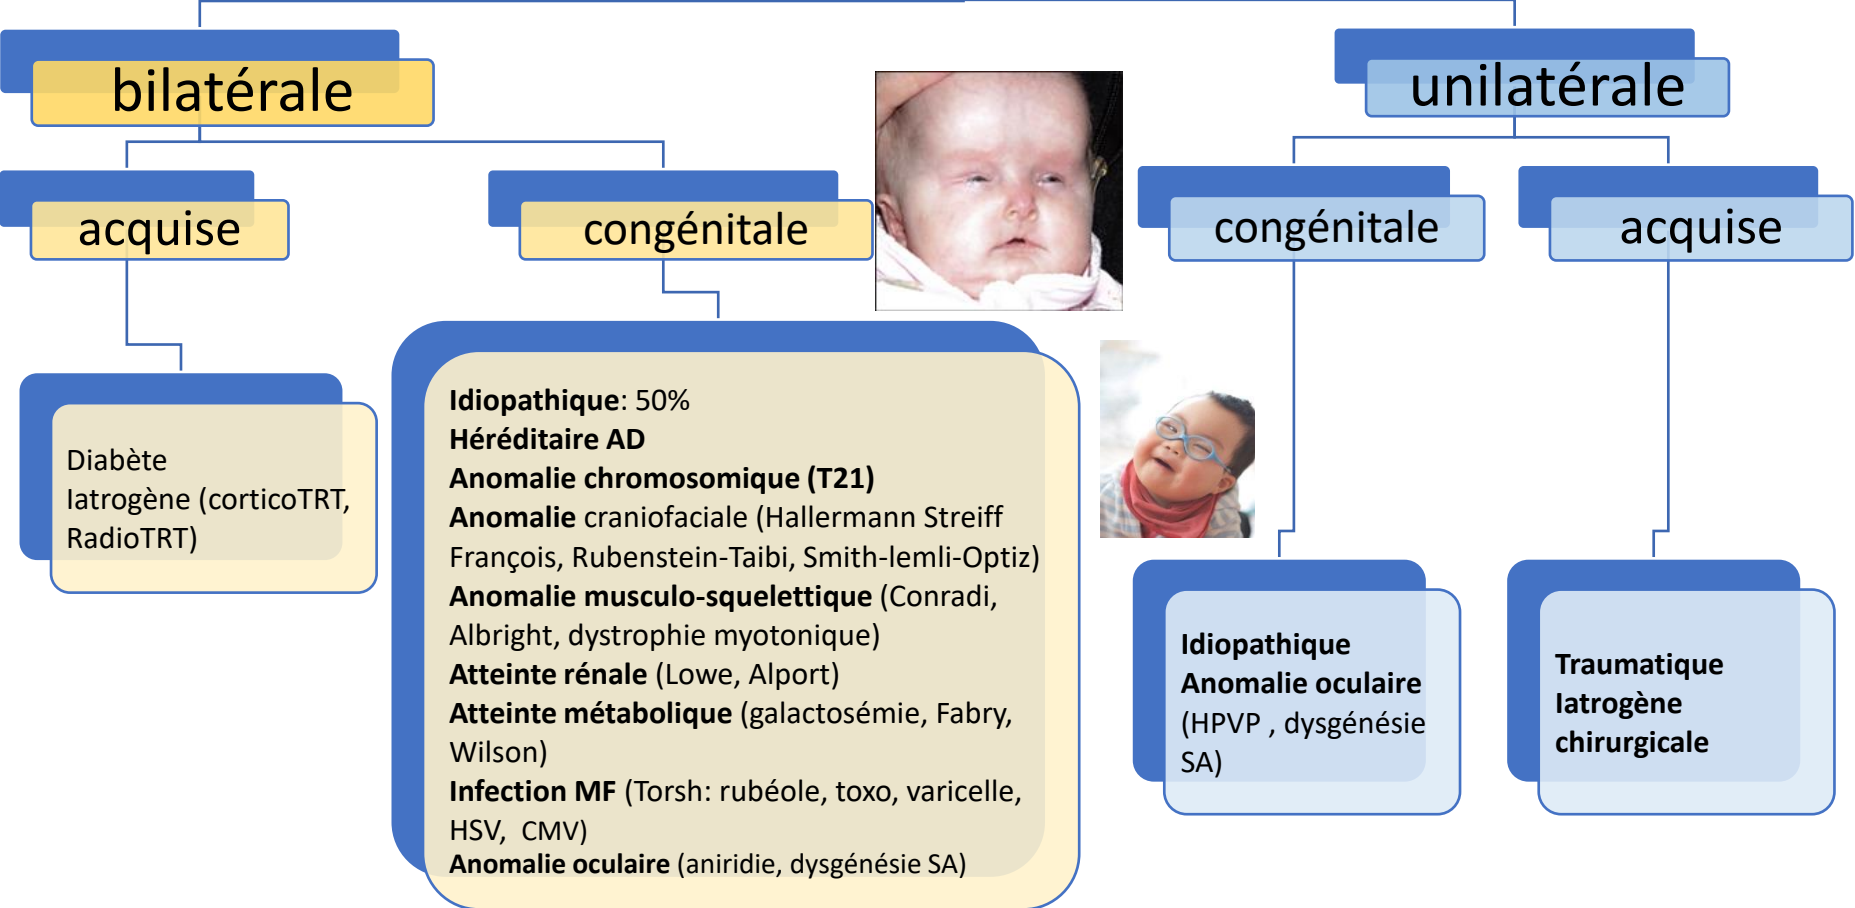 bilatérale
unilatérale
acquise
congénitale
congénitale
acquise
Diabète
Iatrogène (corticoTRT,
RadioTRT)
Idiopathique: 50%
Héréditaire AD
Anomalie chromosomique (T21)
Anomalie craniofaciale (Hallermann Streiff
François, Rubenstein-Taibi, Smith-lemli-Optiz)
Anomalie musculo-squelettique (Conradi,
Albright, dystrophie myotonique)
Atteinte rénale (Lowe, Alport)
Atteinte métabolique (galactosémie, Fabry,
Wilson)
Infection MF (Torsh: rubéole, toxo, varicelle,
HSV, CMV)
Anomalie oculaire (aniridie, dysgénésie SA)
Idiopathique
Anomalie oculaire
(HPVP , dysgénésie
SA)
Traumatique
Iatrogène
chirurgicale